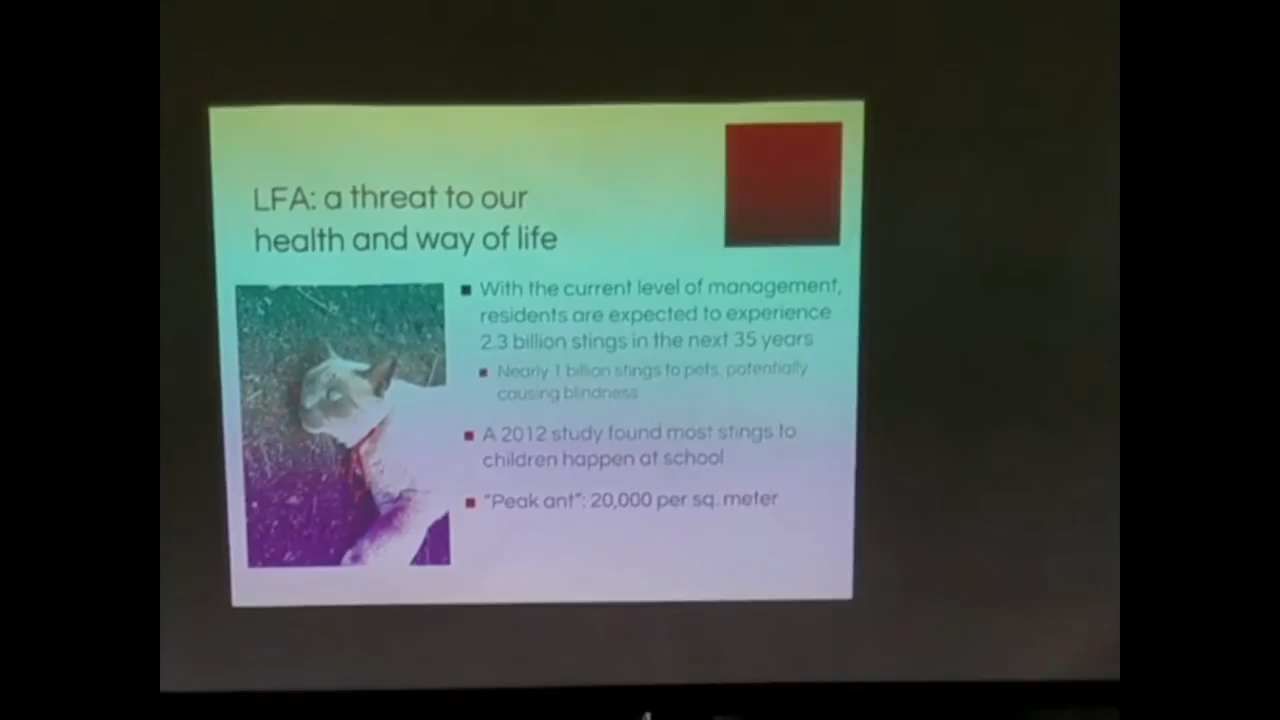 LFA: a threat to our
health and way of life
With the current level of management,
residents are expected to experience
2.3 billion stings in the next 35 years
Nearly 1 billion stings to pets, potentially
causing blindness
A 2012 study found most stings to
children happen at school
"Peak ant": 20,000 per sq. meter